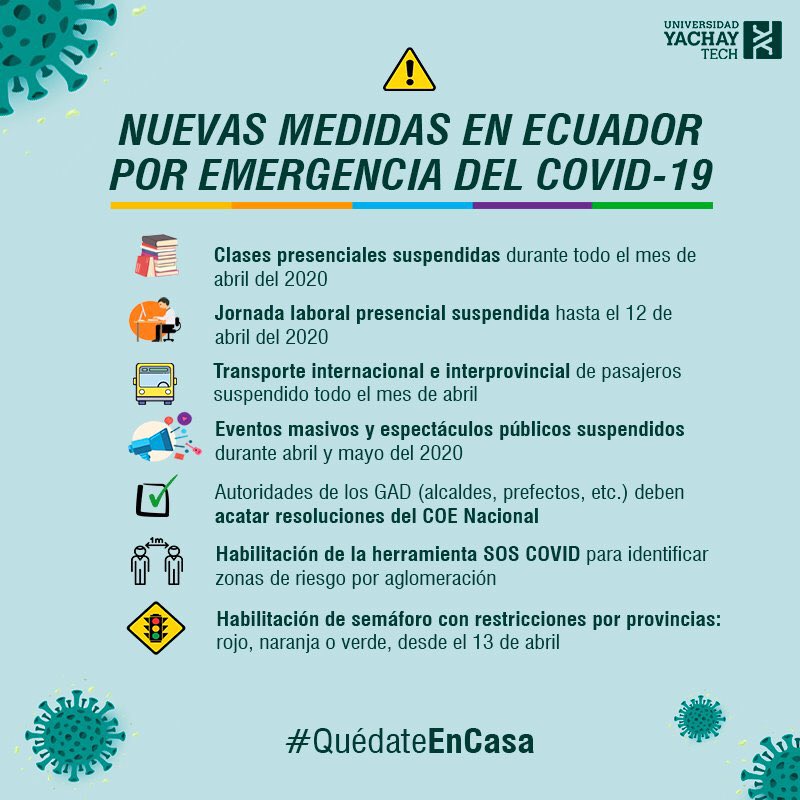 UNIVERSIDAD
YACHAY
TECH
NUEVAS MEDIDAS EN ECUADOR
POR EMERGENCIA DEL COVID-19
Clases presenciales suspendidas durante todo el mes de
abril del 2020
Jornada laboral presencial suspendida hasta el 12 de
abril del 2020
Transporte internacional e interprovincial de pasajeros
suspendido todo el mes de abril
Eventos masivos y espectáculos públicos suspendidos
durante abril y mayo del 2020
Autoridades de los GAD (alcaldes, prefectos, etc.) deben
acatar resoluciones del COE Nacional
1m
Habilitación de la herramienta SOS COVID para identificar
zonas de riesgo por aglomeración
Habilitación de semáforo con restricciones por provincias:
rojo, naranja o verde, desde el 13 de abril
#QuédateEnCasa